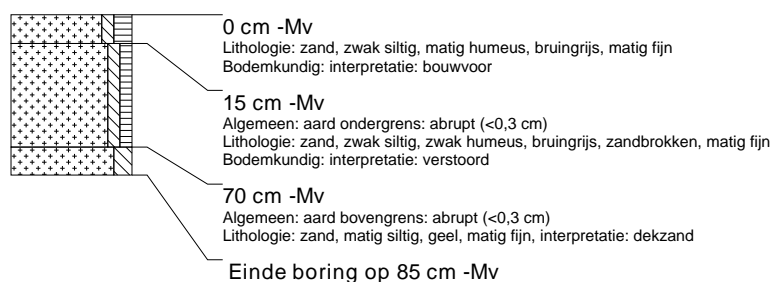 0 cm -Mv
Lithologie: zand, zwak siltig, matig humeus, bruingrijs, matig fijn
Bodemkundig: interpretatie: bouwvoor
15 cm -Mv
Algemeen: aard ondergrens: abrupt (<0,3 cm)
Lithologie: zand, zwak siltig, zwak humeus, bruingrijs, zandbrokken, matig fijn
Bodemkundig: interpretatie: verstoord
70 cm -Mv
Algemeen: aard bovengrens: abrupt (<0,3 cm)
Lithologie: zand, matig siltig, geel, matig fijn, interpretatie: dekzand
Einde boring op 85 cm -Mv